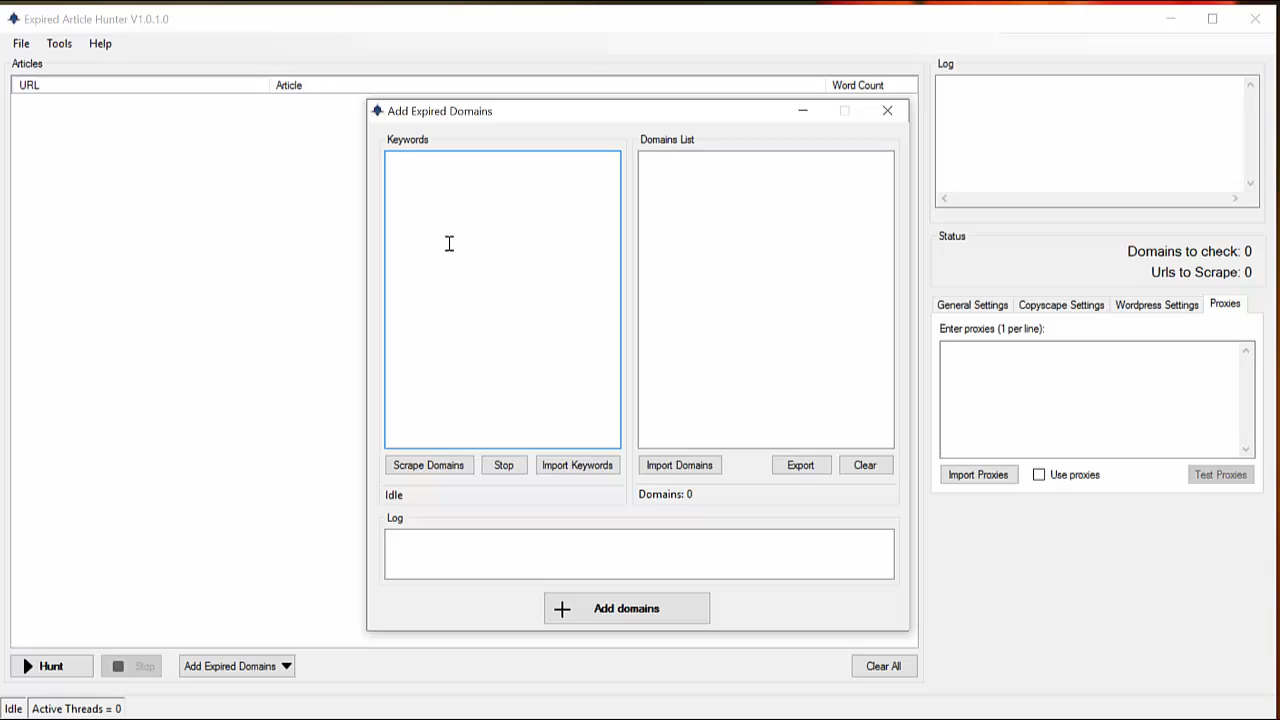 Expired Article Hunter V1.0.1.0
File Tools Help
Articles
URL Article Word Count
Add Expired Domains
Keywords
Domains List
Scrape Domains Stop Import Keywords
Import Domains Export Clear
Idle
Domains: 0
Log
Add domains
Hunt Stop Add Expired Domains Clear All
Idle Active Threads = 0
Log
Status
Domains to check: 0
Urls to Scrape: 0
General Settings Copyscape Settings Wordpress Settings Proxies
Enter proxies (1 per line):
Import Proxies Use proxies Test Proxies